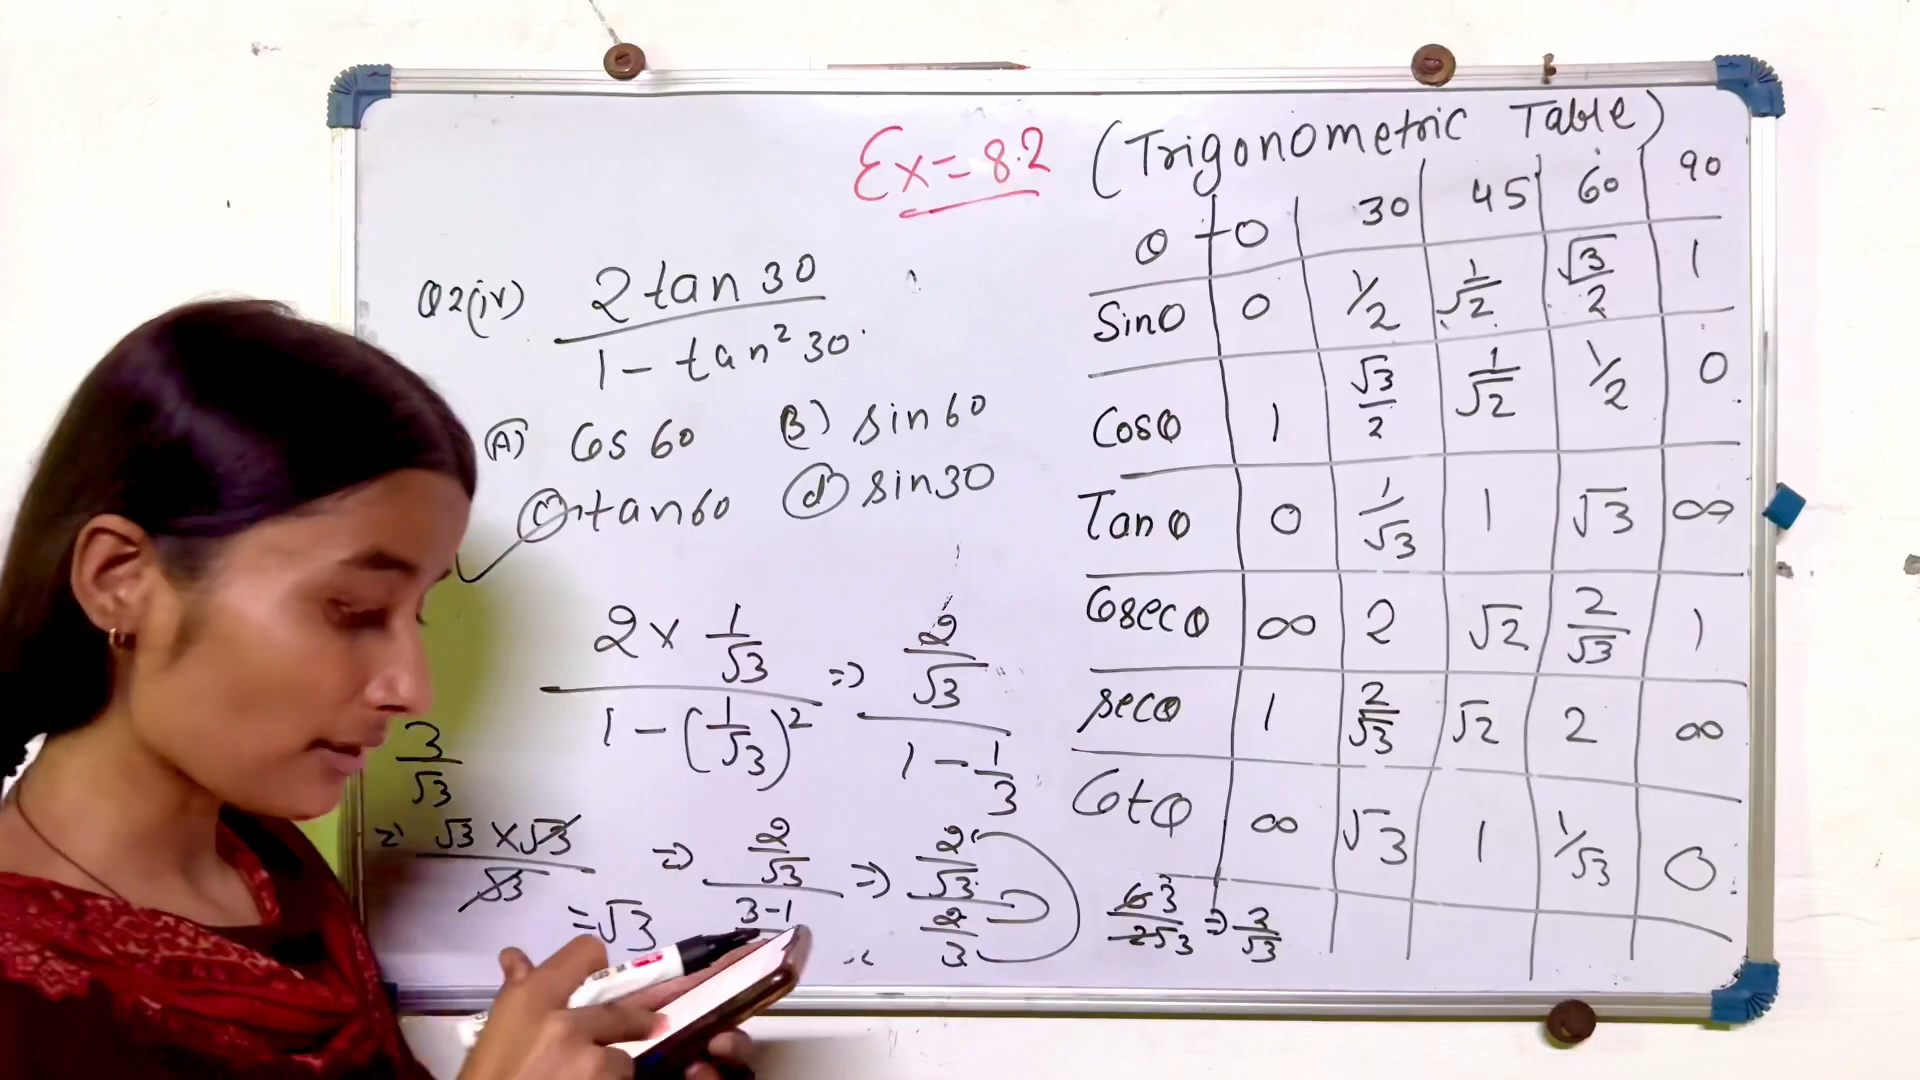 Ex = 8.2 (Trigonometric Table)
Q2(iv) 2 tan 30 / 1 - tan² 30
(A) Cos 60 (B) sin 60
(C) tan 60 (d) sin 30
2 × 1/√3 / 1 - (1/√3)² => 2/√3 / 1 - 1/3
=> 2/√3 / 3-1 => 2/√3 / 2/3
63/2√3 => 3/√3
3/√3
= √3 × √3 / √3
= √3
θ 0 30 45 60 90
Sinθ 0 1/2 1/√2 √3/2 1
Cosθ 1 √3/2 1/√2 1/2 0
Tanθ 0 1/√3 1 √3 ∞
Cosecθ ∞ 2 √2 2/√3 1
secθ 1 2/√3 √2 2 ∞
Cotθ ∞ √3 1 1/√3 0